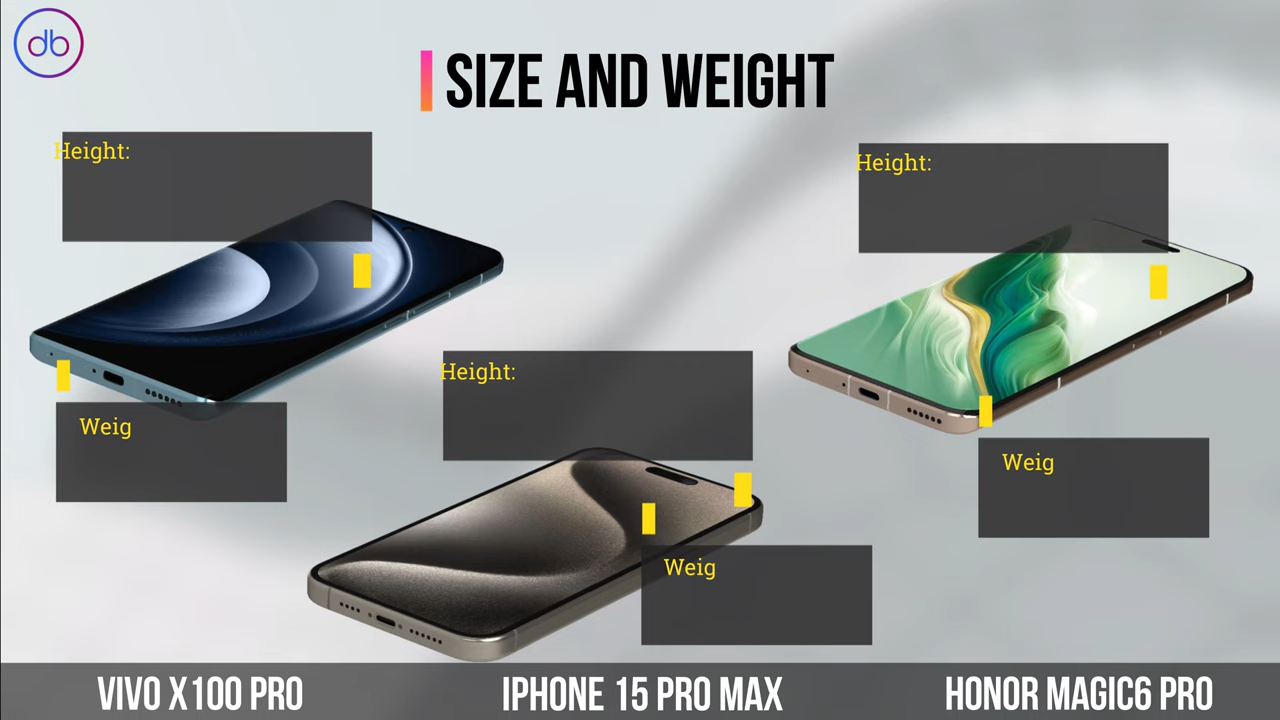 db
SIZE AND WEIGHT
Height:
Height:
Weig
Height:
Weig
Weig
VIVO X100 PRO
IPHONE 15 PRO MAX
HONOR MAGIC6 PRO